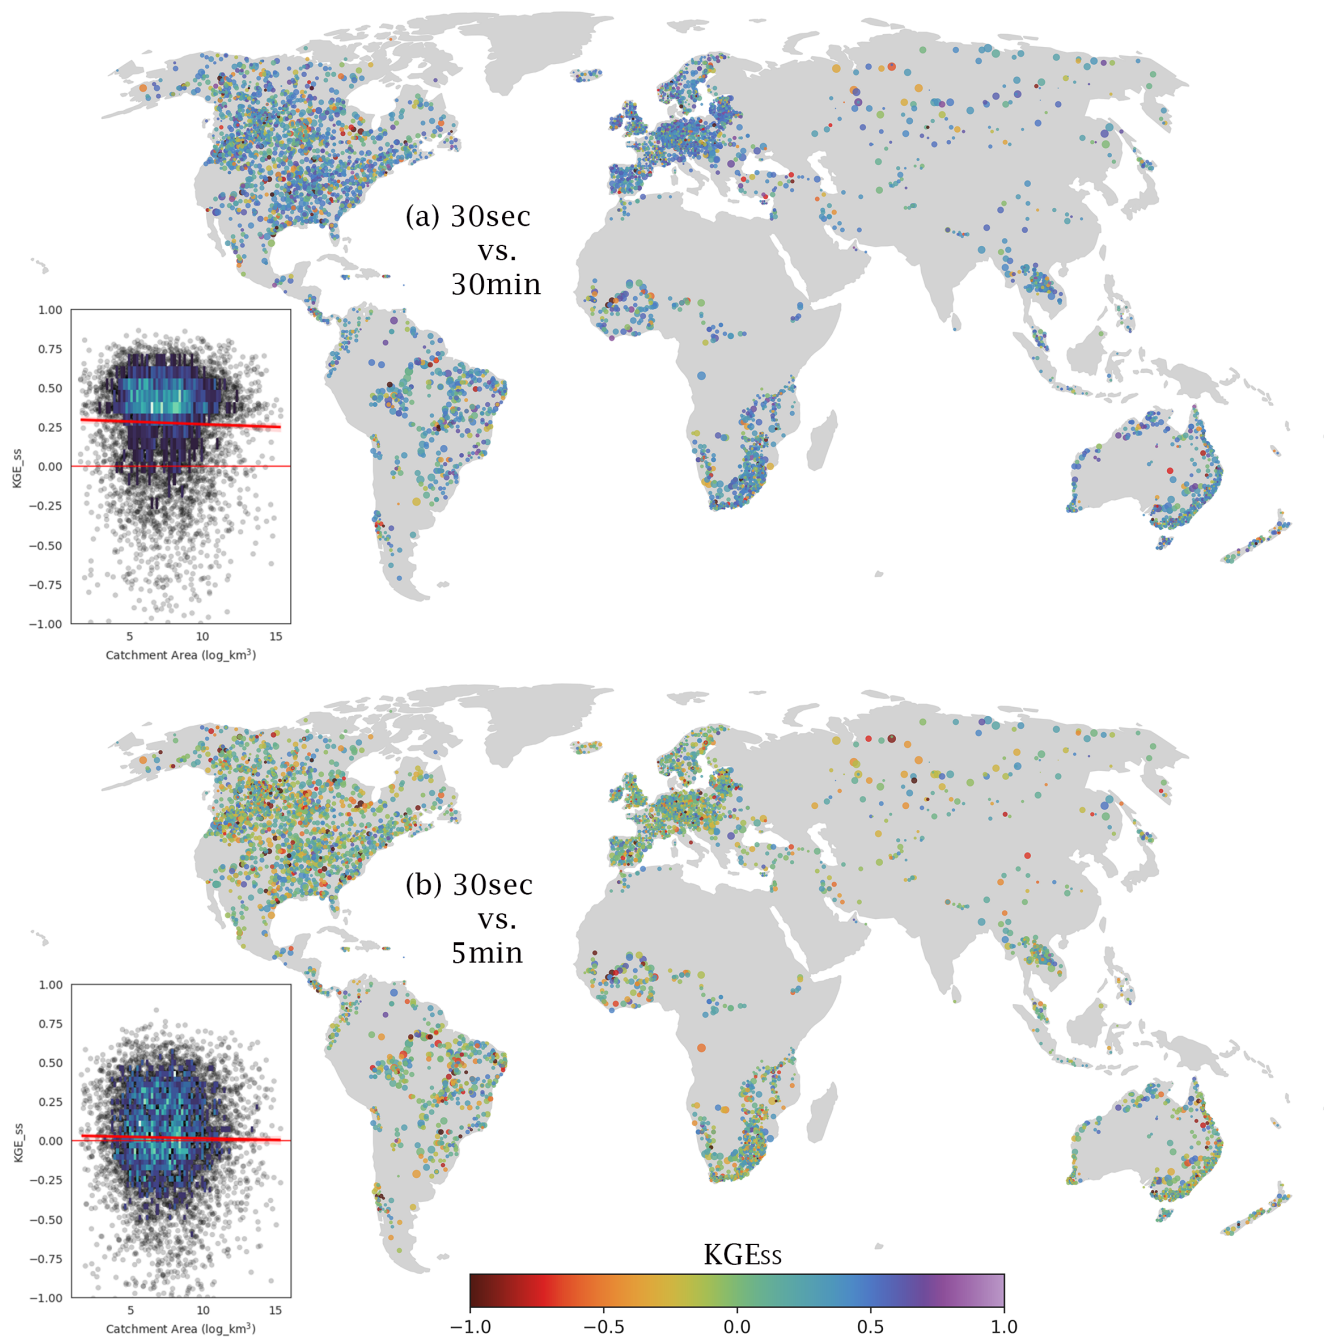 (a) 30sec
vs.
30min
1.00
0.75
0.50
0.25
0.00
−0.25
−0.50
−0.75
−1.00
KGE_ss
5 10 15
Catchment Area (log_km³)
(b) 30sec
vs.
5min
1.00
0.75
0.50
0.25
0.00
−0.25
−0.50
−0.75
−1.00
KGE_ss
5 10 15
Catchment Area (log_km³)
KGESS
−1.0 −0.5 0.0 0.5 1.0